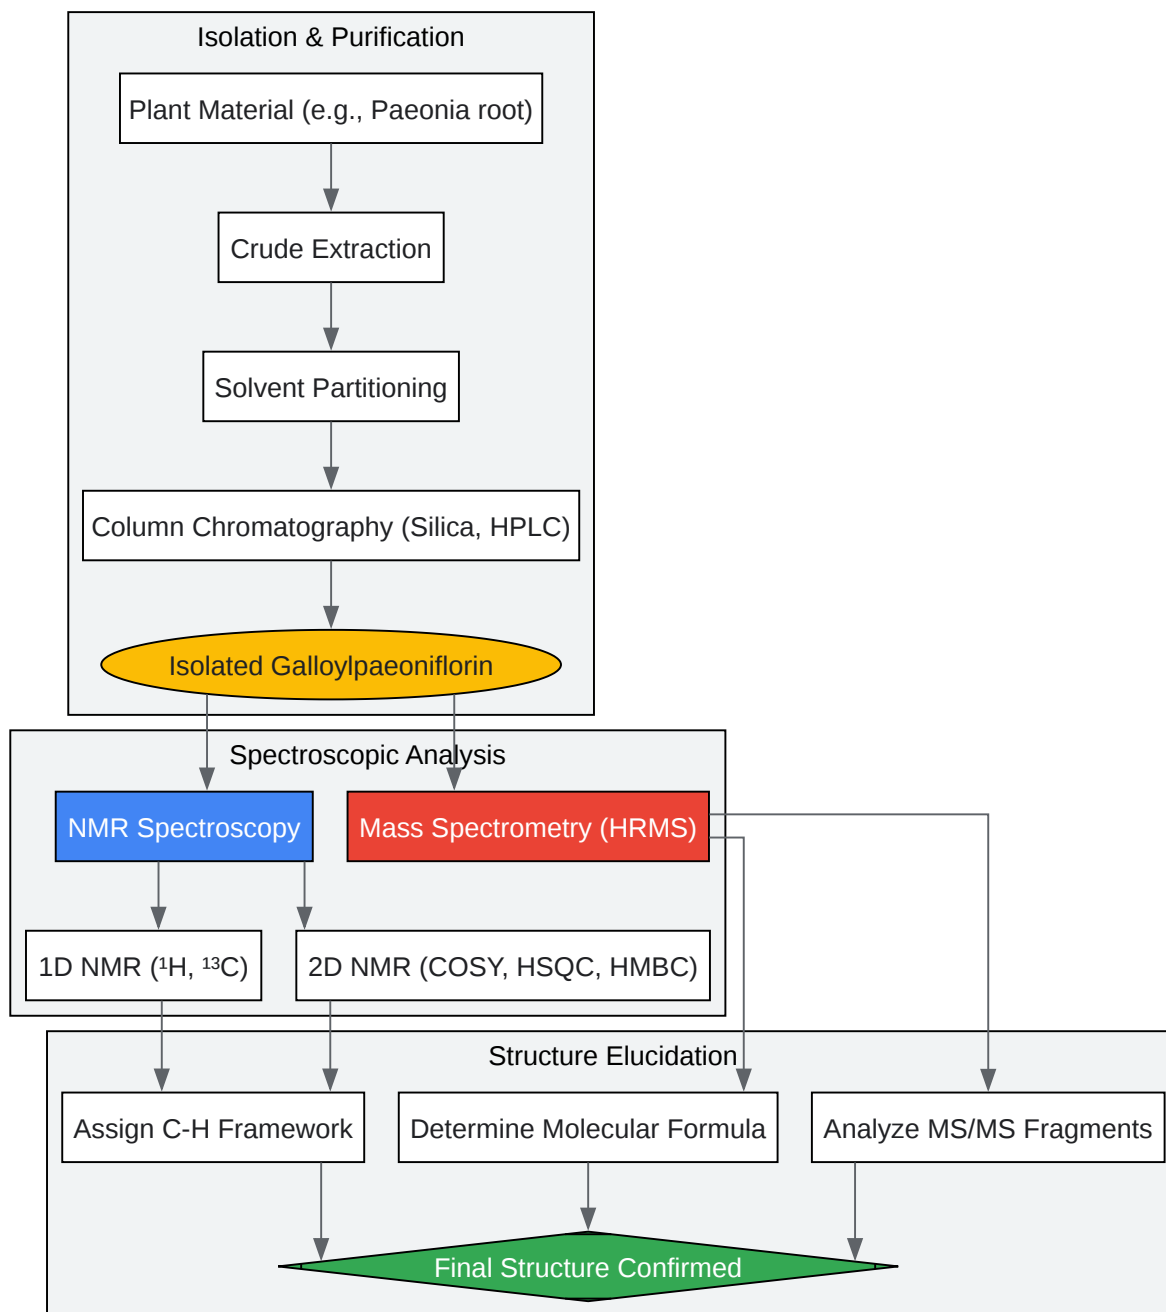 Isolation & Purification
Plant Material (e.g., Paeonia root)
Crude Extraction
Solvent Partitioning
Column Chromatography (Silica, HPLC)
Isolated Galloylpaeoniflorin
Spectroscopic Analysis
NMR Spectroscopy
Mass Spectrometry (HRMS)
1D NMR (¹H, ¹³C)
2D NMR (COSY, HSQC, HMBC)
Structure Elucidation
Assign C-H Framework
Determine Molecular Formula
Analyze MS/MS Fragments
Final Structure Confirmed